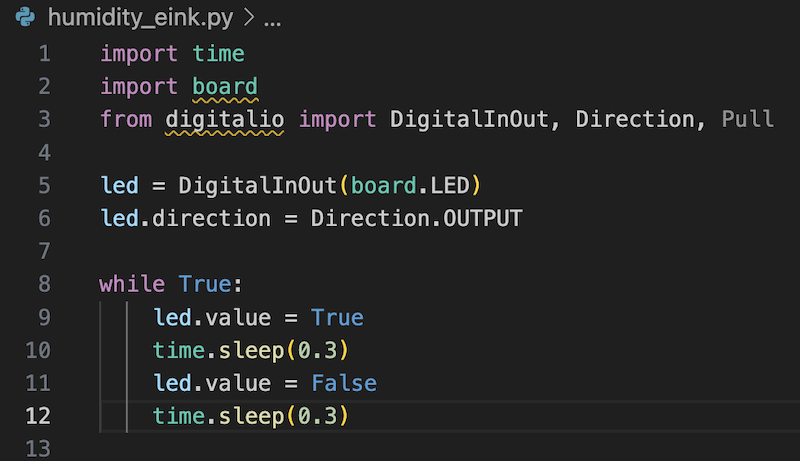 humidity_eink.py > ...
1 import time
2 import board
3 from digitalio import DigitalInOut, Direction, Pull
4
5 led = DigitalInOut(board.LED)
6 led.direction = Direction.OUTPUT
7
8 while True:
9     led.value = True
10     time.sleep(0.3)
11     led.value = False
12     time.sleep(0.3)
13